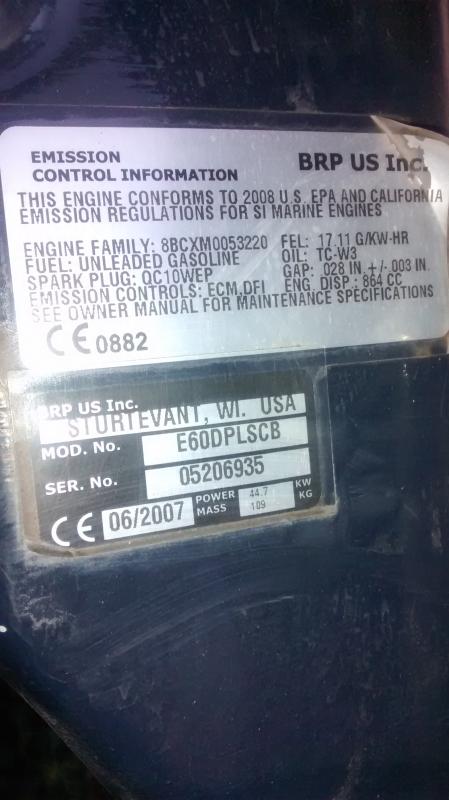 EMISSION
CONTROL INFORMATION
BRP US Inc.
THIS ENGINE CONFORMS TO 2008 U.S. EPA AND CALIFORNIA
EMISSION REGULATIONS FOR SI MARINE ENGINES
ENGINE FAMILY: 8BCXM0053220 FEL: 17.11 G/KW-HR
FUEL: UNLEADED GASOLINE OIL: TC-W3
SPARK PLUG: QC10WEP GAP: .028 IN.+/-.003 IN.
EMISSION CONTROLS: ECM,DFI ENG. DISP.: 864 CC
SEE OWNER MANUAL FOR MAINTENANCE SPECIFICATIONS
CE 0882
BRP US Inc.
STURTEVANT, WI. USA
MOD. No. E60DPLSCB
SER. No. 05206935
CE 06/2007 POWER 44.7 KW
MASS 109 KG